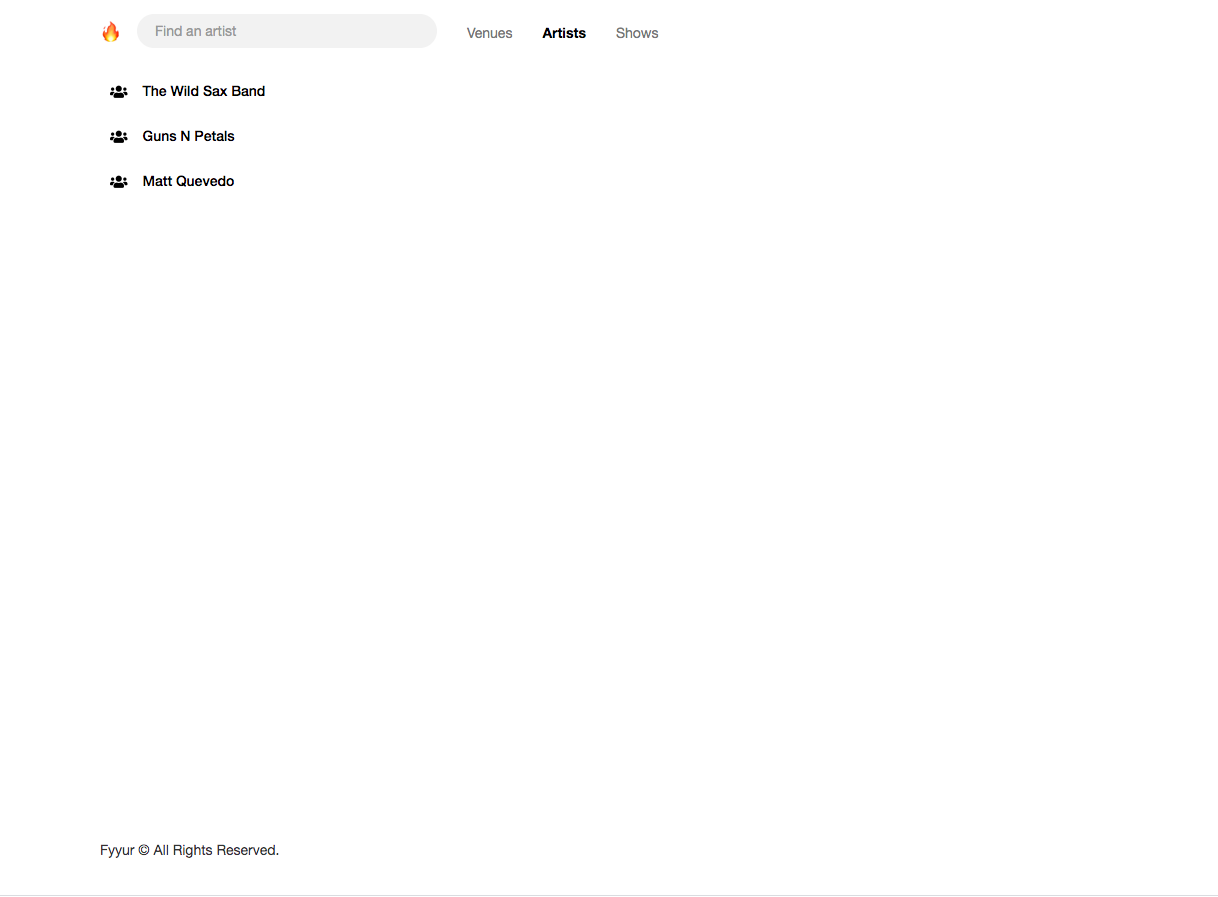 Find an artist Venues Artists Shows
The Wild Sax Band
Guns N Petals
Matt Quevedo
Fyyur © All Rights Reserved.